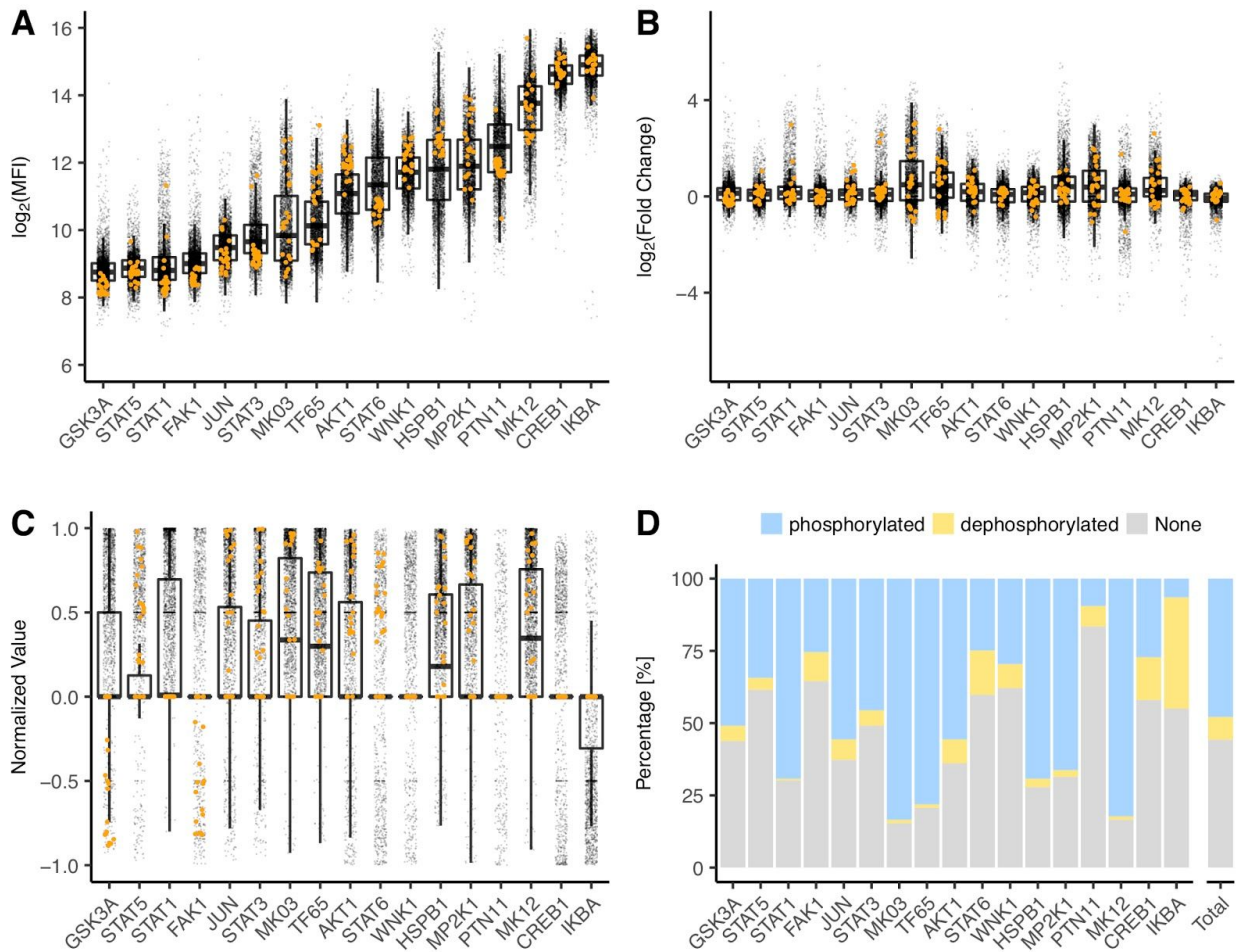 A
log2(MFI)
16
14
12
10
8
6
GSK3A STAT5 STAT1 FAK1 JUN STAT3 MK03 TF65 AKT1 STAT6 WNK1 HSPB1 MP2K1 PTN11 MK12 CREB1 IKBA
B
log2(Fold Change)
4
0
−4
GSK3A STAT5 STAT1 FAK1 JUN STAT3 MK03 TF65 AKT1 STAT6 WNK1 HSPB1 MP2K1 PTN11 MK12 CREB1 IKBA
C
Normalized Value
1.0
0.5
0.0
−0.5
−1.0
GSK3A STAT5 STAT1 FAK1 JUN STAT3 MK03 TF65 AKT1 STAT6 WNK1 HSPB1 MP2K1 PTN11 MK12 CREB1 IKBA
D
phosphorylated dephosphorylated None
Percentage [%]
100
75
50
25
0
GSK3A STAT5 STAT1 FAK1 JUN STAT3 MK03 TF65 AKT1 STAT6 WNK1 HSPB1 MP2K1 PTN11 MK12 CREB1 IKBA Total